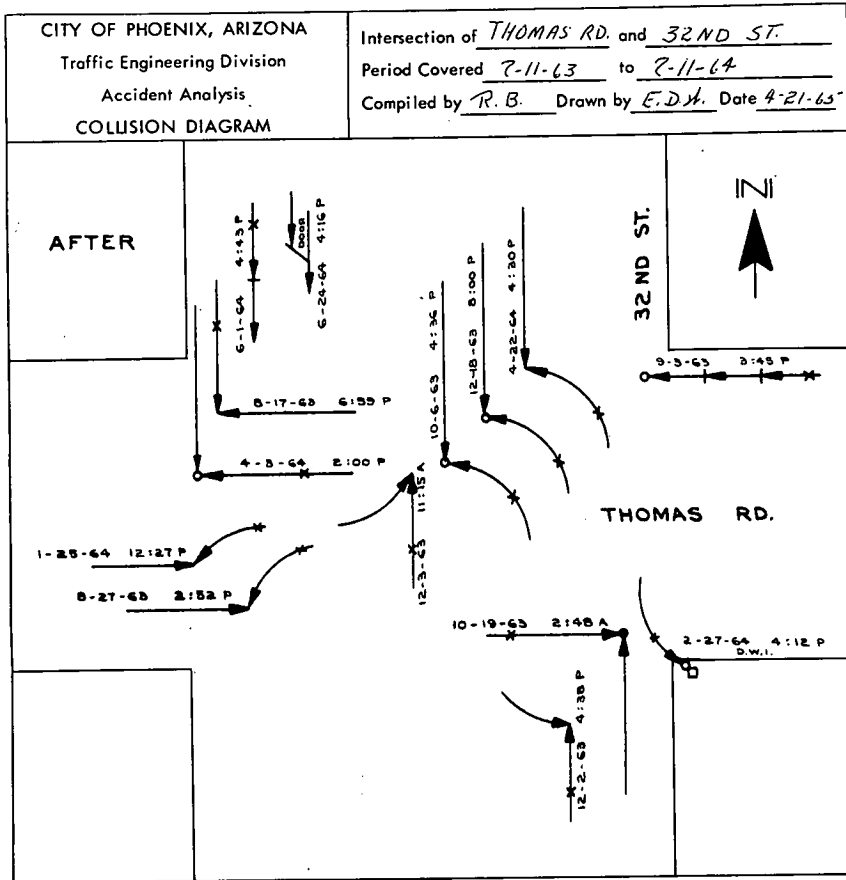 CITY OF PHOENIX, ARIZONA
Traffic Engineering Division
Accident Analysis
COLLISION DIAGRAM
Intersection of THOMAS RD. and 32ND ST.
Period Covered 7-11-63 to 7-11-64
Compiled by R.B. Drawn by E.D.H. Date 4-21-65
AFTER
6-1-64 4:43 P
DOOR
6-24-64 4:16 P
10-6-63 4:36 P
12-18-63 8:00 P
4-22-64 4:30 P
32ND ST.
N
9-3-63 3:45 P
8-17-63 6:59 P
4-3-64 2:00 P
12-3-63 11:15 A
THOMAS RD.
1-25-64 12:27 P
8-27-63 2:52 P
10-19-63 2:48 A
2-27-64 4:12 P
D.W.I.
12-2-63 4:38 P